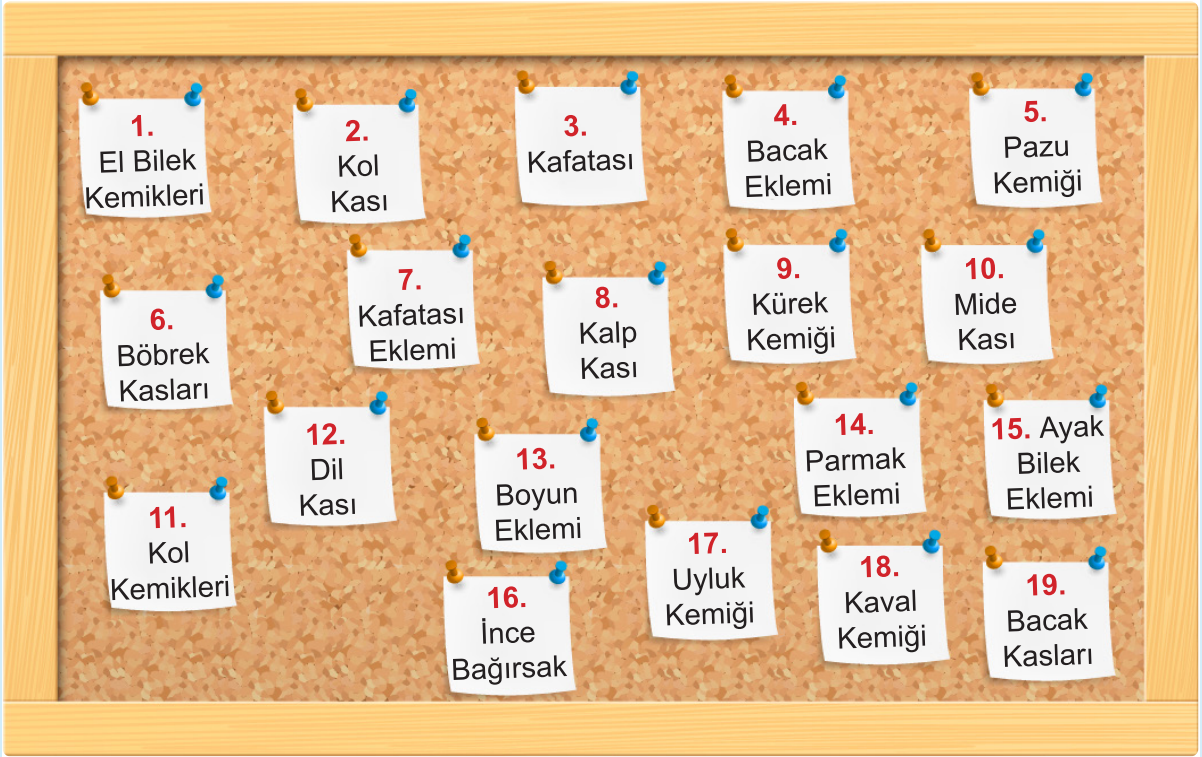 1.
El Bilek
Kemikleri
2.
Kol
Kası
3.
Kafatası
4.
Bacak
Eklemi
5.
Pazu
Kemiği
6.
Böbrek
Kasları
7.
Kafatası
Eklemi
8.
Kalp
Kası
9.
Kürek
Kemiği
10.
Mide
Kası
11.
Kol
Kemikleri
12.
Dil
Kası
13.
Boyun
Eklemi
14.
Parmak
Eklemi
15. Ayak
Bilek
Eklemi
16.
İnce
Bağırsak
17.
Uyluk
Kemiği
18.
Kaval
Kemiği
19.
Bacak
Kasları